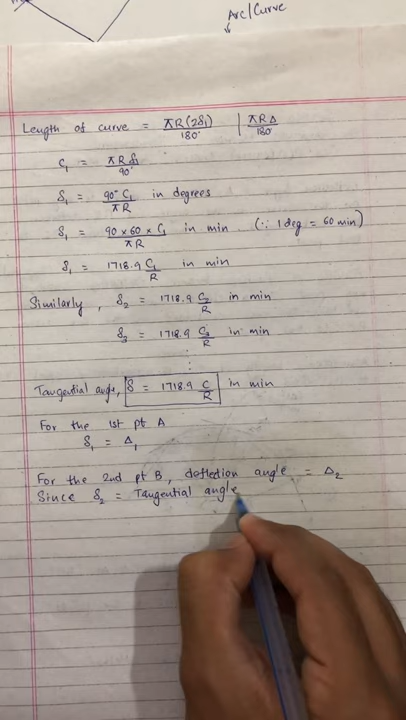 Arc/Curve
Length of curve = πR(2δ₁)/180° | πRΔ/180°
C₁ = πRδ₁/90°
δ₁ = 90° C₁/πR in degrees
δ₁ = 90 x 60 x C₁/πR in min (∵ 1 deg = 60 min)
δ₁ = 1718.9 C₁/R in min
Similarly, δ₂ = 1718.9 C₂/R in min
δ₃ = 1718.9 C₃/R in min
⋮
Tangential angle, δ = 1718.9 C/R in min
For the 1st pt A
δ₁ = Δ₁
For the 2nd pt B, deflection angle = Δ₂
Since δ₂ = Tangential angle